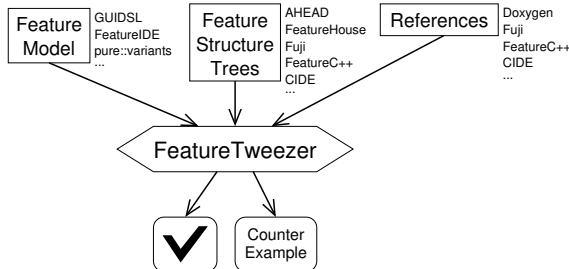 Feature
Model
GUIDSL
FeatureIDE
pure::variants
...
Feature
Structure
Trees
AHEAD
FeatureHouse
Fuji
FeatureC++
CIDE
...
References
Doxygen
Fuji
FeatureC++
CIDE
...
FeatureTweezer
Counter
Example